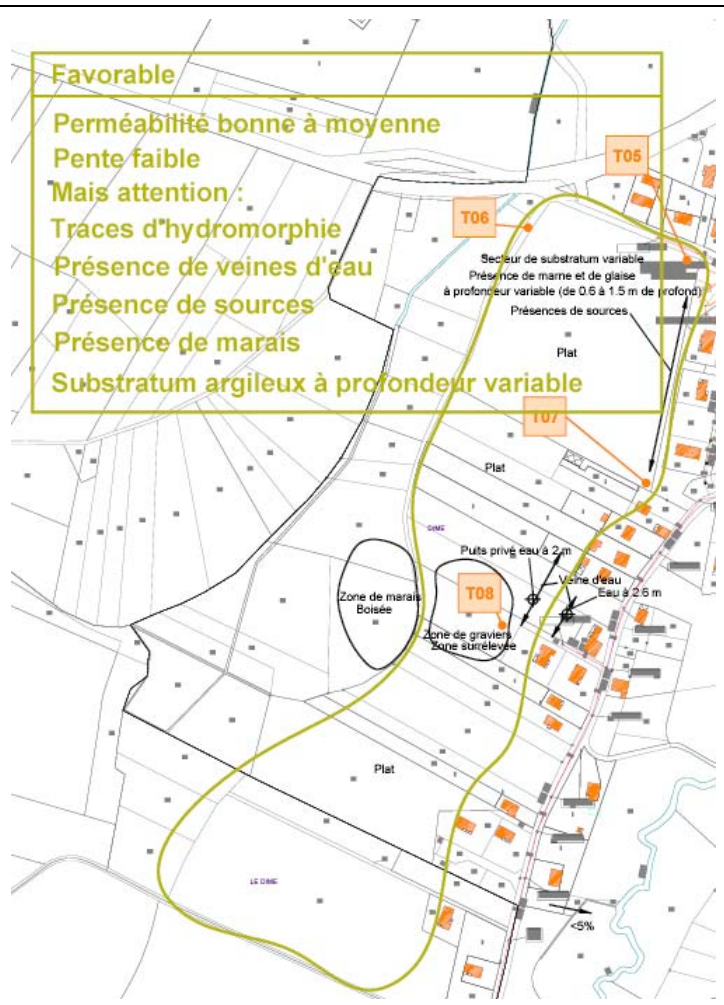 Favorable
Perméabilité bonne à moyenne
Pente faible
Mais attention :
Traces d'hydromorphie
Présence de veines d'eau
Présence de sources
Présence de marais
Substratum argileux à profondeur variable
T05
T06
Secteur de substratum variable
Présence de marne et de glaise
à profondeur variable (de 0.6 à 1.5 m de profond)
Présences de sources
Plat
T07
Plat
DIME
Puits privé eau à 2 m
Veine d'eau
Eau à 2.6 m
Zone de marais
Boisée
T08
Zone de graviers
Zone surrélevée
Plat
LE DIME
<5%